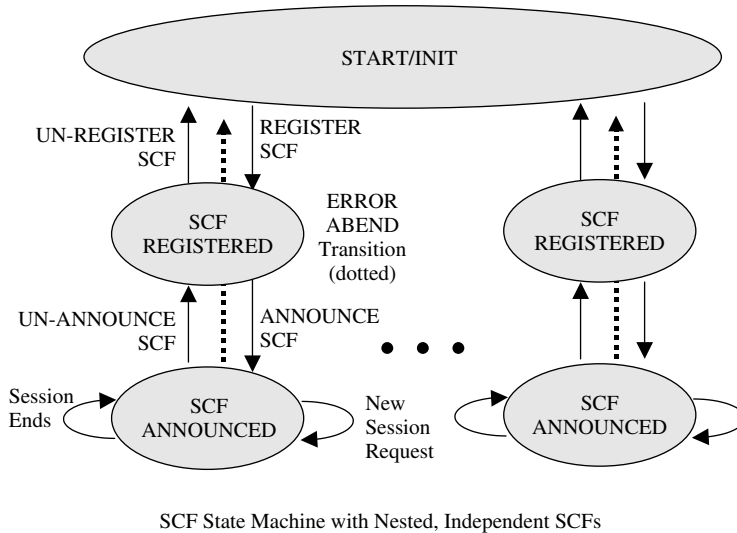 START/INIT
UN-REGISTER
SCF
REGISTER
SCF
SCF
REGISTERED
ERROR
ABEND
Transition
(dotted)
SCF
REGISTERED
UN-ANNOUNCE
SCF
ANNOUNCE
SCF
Session
Ends
SCF
ANNOUNCED
New
Session
Request
SCF
ANNOUNCED
SCF State Machine with Nested, Independent SCFs